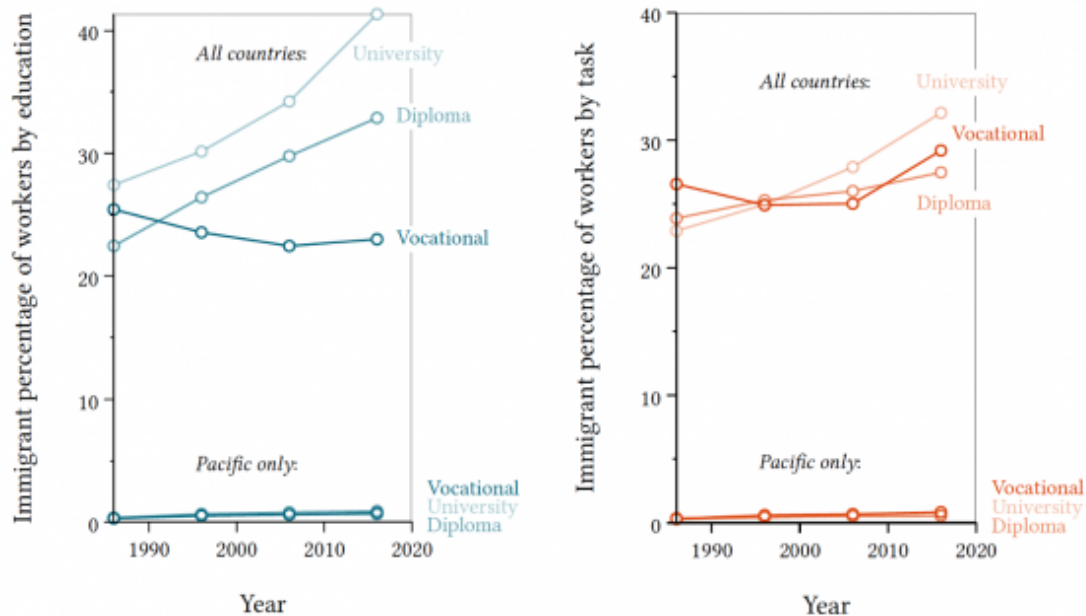 Immigrant percentage of workers by education
40
30
20
10
0
All countries:
University
Diploma
Vocational
Pacific only:
Vocational
University
Diploma
1990
2000
2010
2020
Year
Immigrant percentage of workers by task
40
30
20
10
0
All countries:
University
Vocational
Diploma
Pacific only:
Vocational
University
Diploma
1990
2000
2010
2020
Year